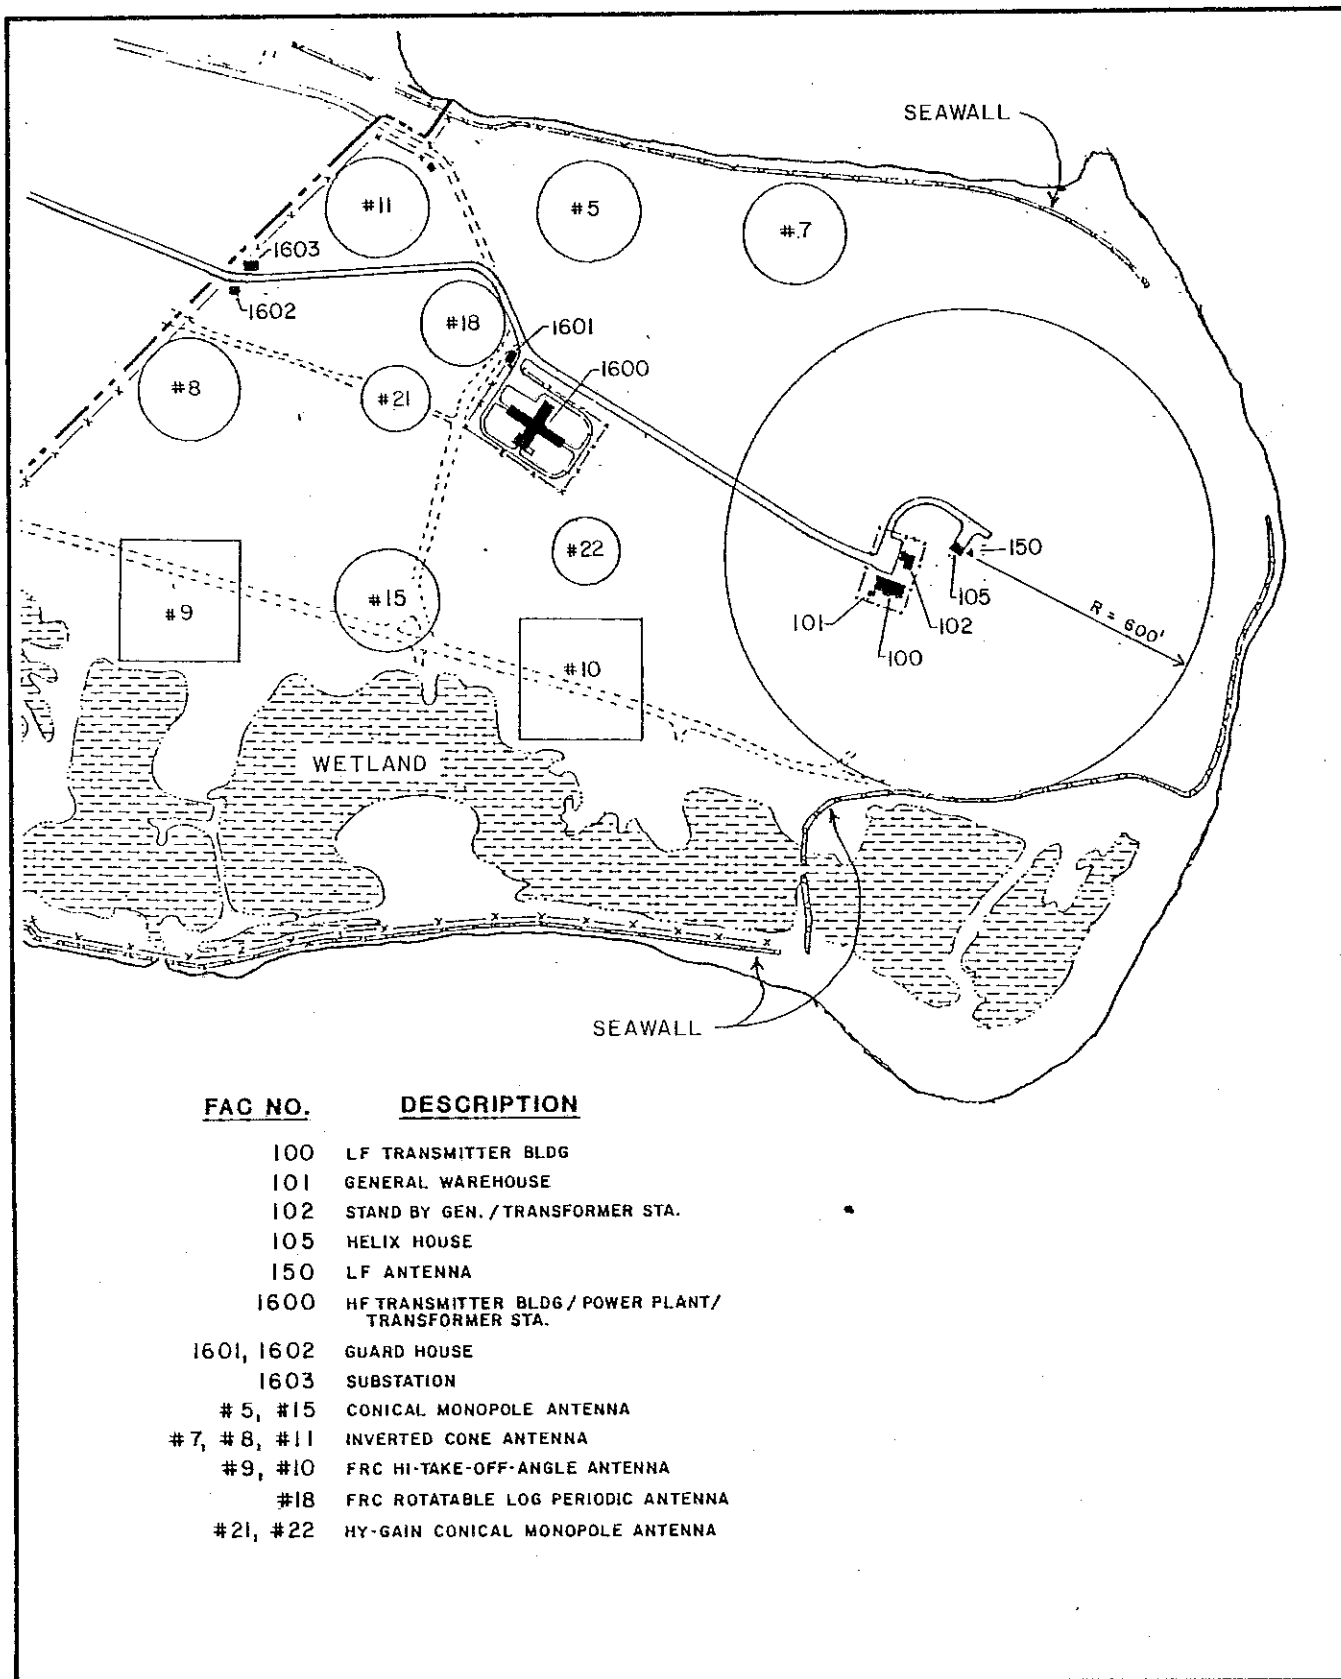 SEAWALL
#11
#5
#7
1603
1602
#18
1601
1600
#8
#21
#22
150
105
R = 600'
#9
#15
101
102
100
#10
WETLAND
SEAWALL
FAC NO. DESCRIPTION
100 LF TRANSMITTER BLDG
101 GENERAL WAREHOUSE
102 STAND BY GEN. / TRANSFORMER STA.
105 HELIX HOUSE
150 LF ANTENNA
1600 HF TRANSMITTER BLDG / POWER PLANT /
TRANSFORMER STA.
1601, 1602 GUARD HOUSE
1603 SUBSTATION
#5, #15 CONICAL MONOPOLE ANTENNA
#7, #8, #11 INVERTED CONE ANTENNA
#9, #10 FRC HI-TAKE-OFF-ANGLE ANTENNA
#18 FRC ROTATABLE LOG PERIODIC ANTENNA
#21, #22 HY-GAIN CONICAL MONOPOLE ANTENNA